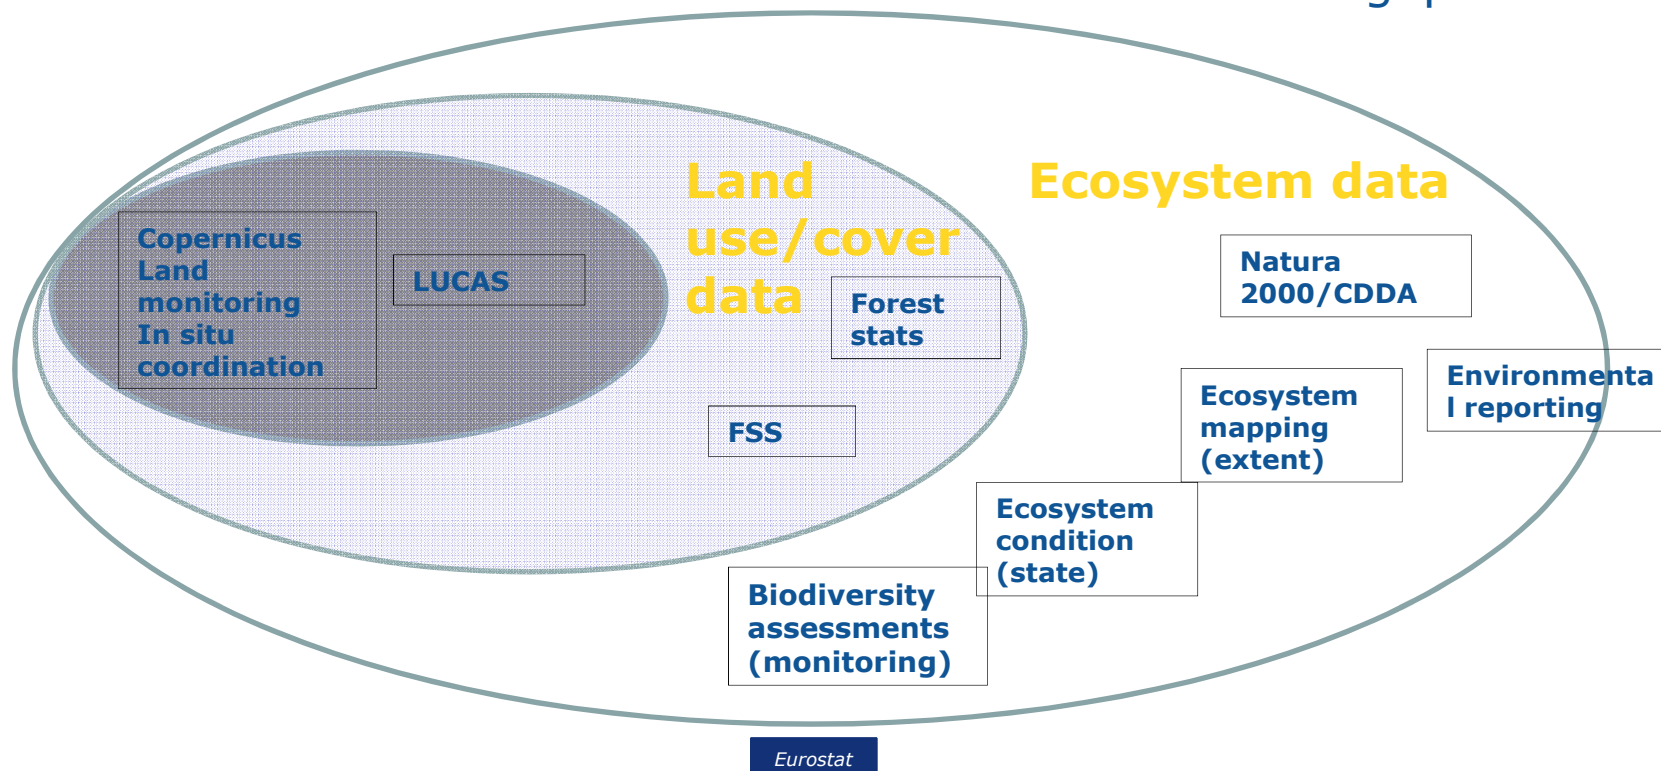 Land
use/cover
data
Ecosystem data
Copernicus
Land
monitoring
In situ
coordination
LUCAS
Forest
stats
FSS
Natura
2000/CDDA
Environmenta
l reporting
Ecosystem
mapping
(extent)
Ecosystem
condition
(state)
Biodiversity
assessments
(monitoring)
Eurostat